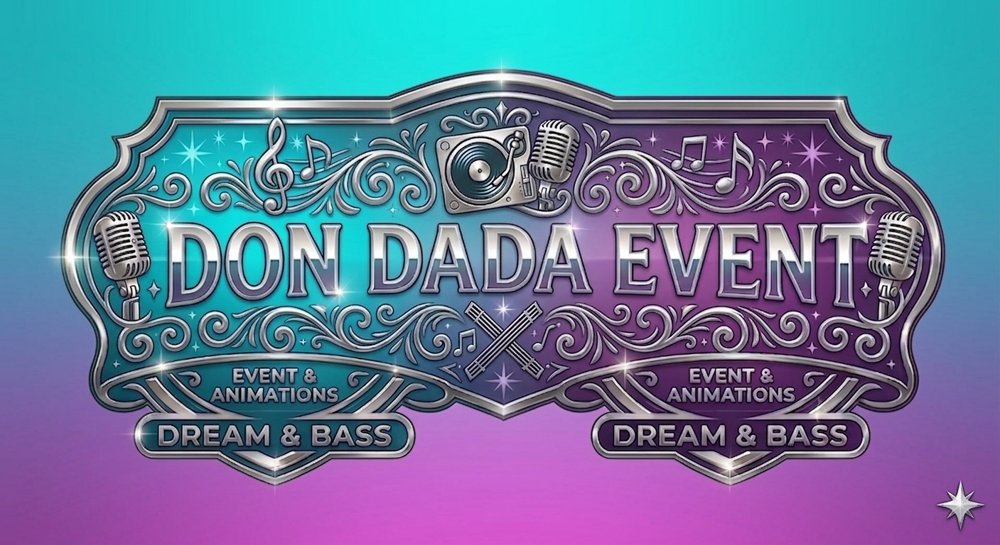 DON DADA EVENT
EVENT &
ANIMATIONS
DREAM & BASS
EVENT &
ANIMATIONS
DREAM & BASS